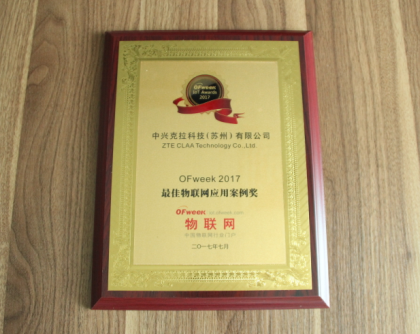 OFweek
IOT Awards
2017
中兴克拉科技(苏州)有限公司
ZTE CLAA Technology Co.,Ltd.
OFweek 2017
最佳物联网应用案例奖
OFweek
物联网
二〇一七年七月